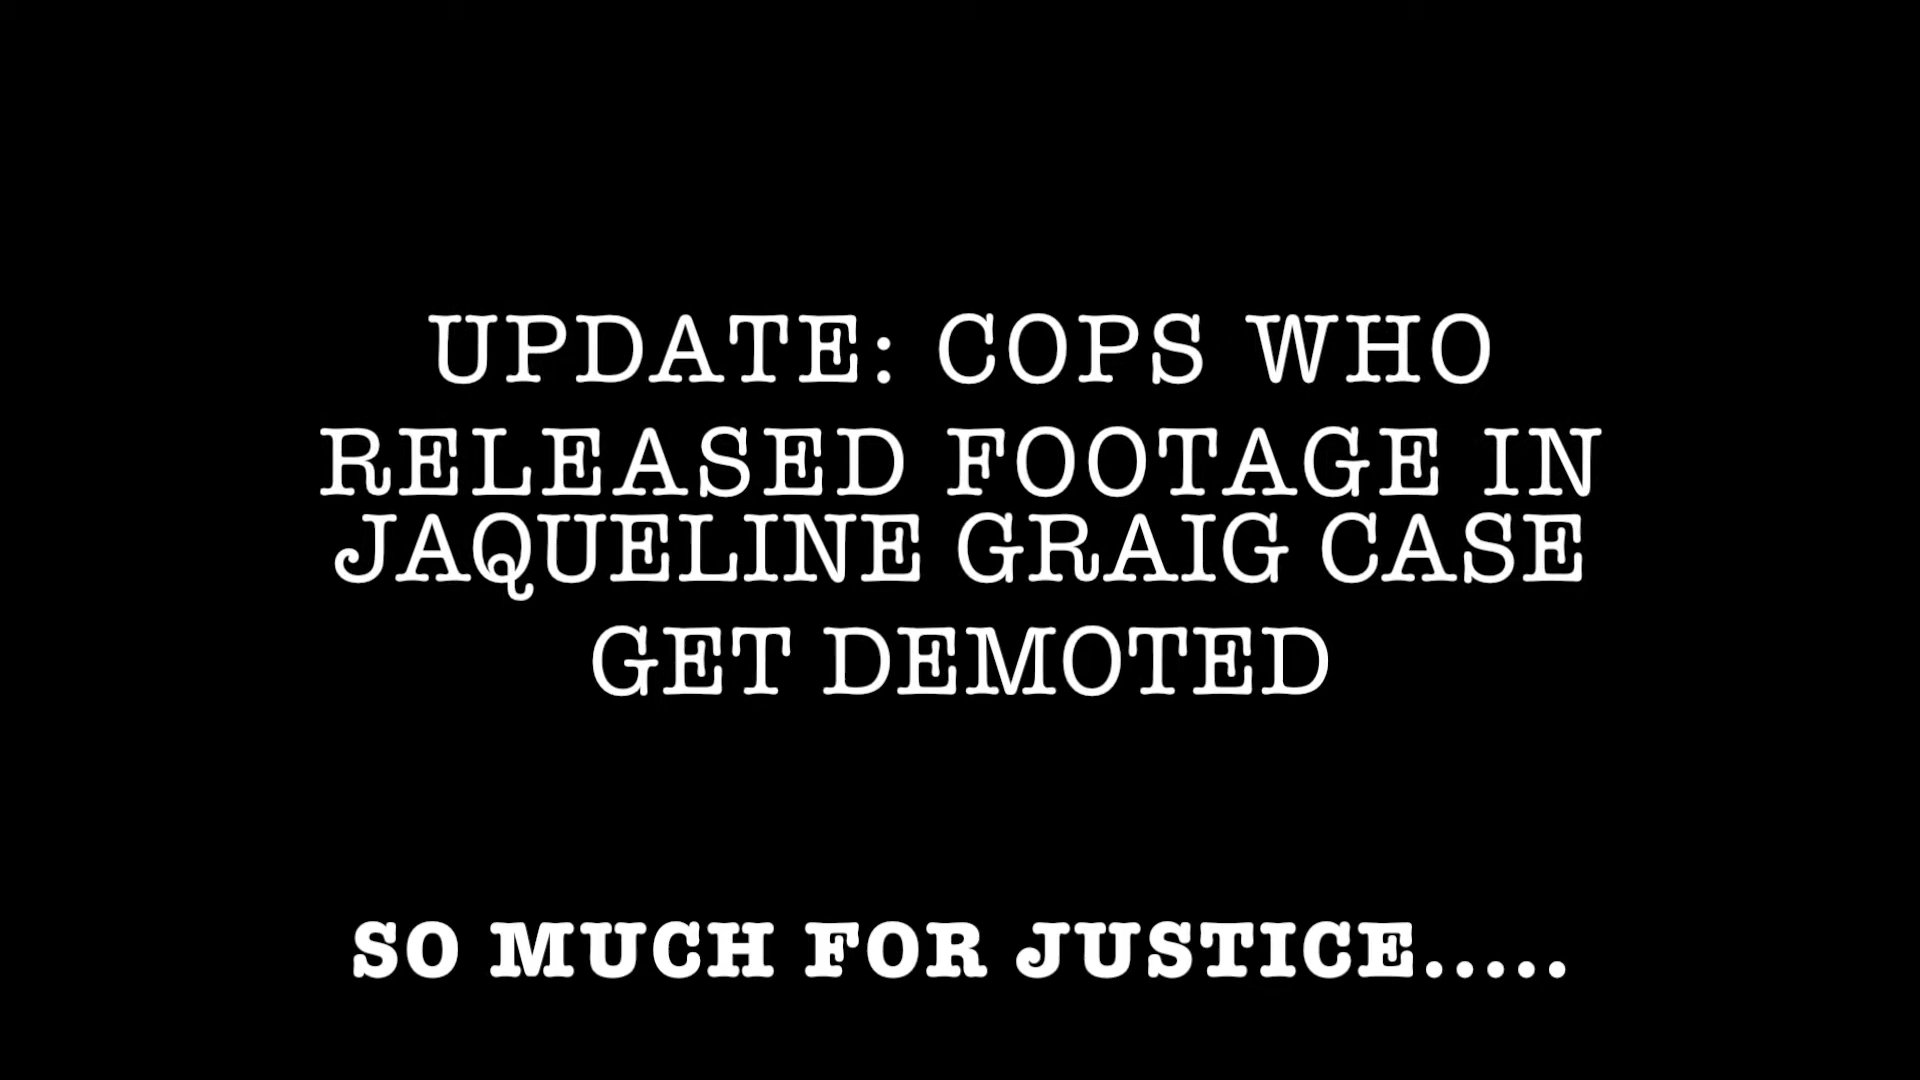 UPDATE: COPS WHO
RELEASED FOOTAGE IN
JAQUELINE GRAIG CASE
GET DEMOTED
SO MUCH FOR JUSTICE.....